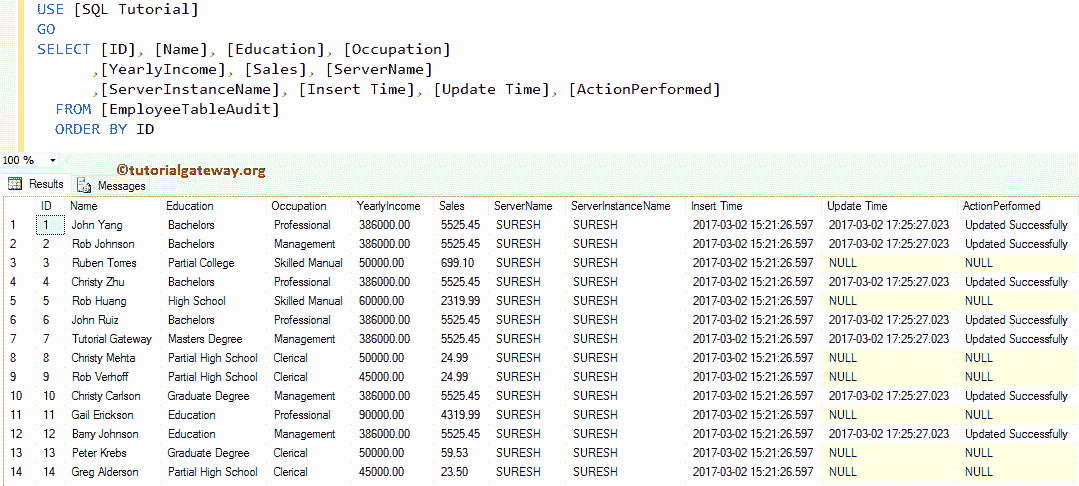 USE [SQL Tutorial]
GO
SELECT [ID], [Name], [Education], [Occupation]
,[YearlyIncome], [Sales], [ServerName]
,[ServerInstanceName], [Insert Time], [Update Time], [ActionPerformed]
FROM [EmployeeTableAudit]
ORDER BY ID
100 %
©tutorialgateway.org
Results Messages
ID Name Education Occupation YearlyIncome Sales ServerName ServerInstanceName Insert Time Update Time ActionPerformed
1 1 John Yang Bachelors Professional 386000.00 5525.45 SURESH SURESH 2017-03-02 15:21:26.597 2017-03-02 17:25:27.023 Updated Successfully
2 2 Rob Johnson Bachelors Management 386000.00 5525.45 SURESH SURESH 2017-03-02 15:21:26.597 2017-03-02 17:25:27.023 Updated Successfully
3 3 Ruben Torres Partial College Skilled Manual 50000.00 699.10 SURESH SURESH 2017-03-02 15:21:26.597 NULL NULL
4 4 Christy Zhu Bachelors Professional 386000.00 5525.45 SURESH SURESH 2017-03-02 15:21:26.597 2017-03-02 17:25:27.023 Updated Successfully
5 5 Rob Huang High School Skilled Manual 60000.00 2319.99 SURESH SURESH 2017-03-02 15:21:26.597 NULL NULL
6 6 John Ruiz Bachelors Professional 386000.00 5525.45 SURESH SURESH 2017-03-02 15:21:26.597 2017-03-02 17:25:27.023 Updated Successfully
7 7 Tutorial Gateway Masters Degree Management 386000.00 5525.45 SURESH SURESH 2017-03-02 15:21:26.597 2017-03-02 17:25:27.023 Updated Successfully
8 8 Christy Mehta Partial High School Clerical 50000.00 24.99 SURESH SURESH 2017-03-02 15:21:26.597 NULL NULL
9 9 Rob Verhoff Partial High School Clerical 45000.00 24.99 SURESH SURESH 2017-03-02 15:21:26.597 NULL NULL
10 10 Christy Carlson Graduate Degree Management 386000.00 5525.45 SURESH SURESH 2017-03-02 15:21:26.597 2017-03-02 17:25:27.023 Updated Successfully
11 11 Gail Erickson Education Professional 90000.00 4319.99 SURESH SURESH 2017-03-02 15:21:26.597 NULL NULL
12 12 Barry Johnson Education Management 386000.00 5525.45 SURESH SURESH 2017-03-02 15:21:26.597 2017-03-02 17:25:27.023 Updated Successfully
13 13 Peter Krebs Graduate Degree Clerical 50000.00 59.53 SURESH SURESH 2017-03-02 15:21:26.597 NULL NULL
14 14 Greg Alderson Partial High School Clerical 45000.00 23.50 SURESH SURESH 2017-03-02 15:21:26.597 NULL NULL